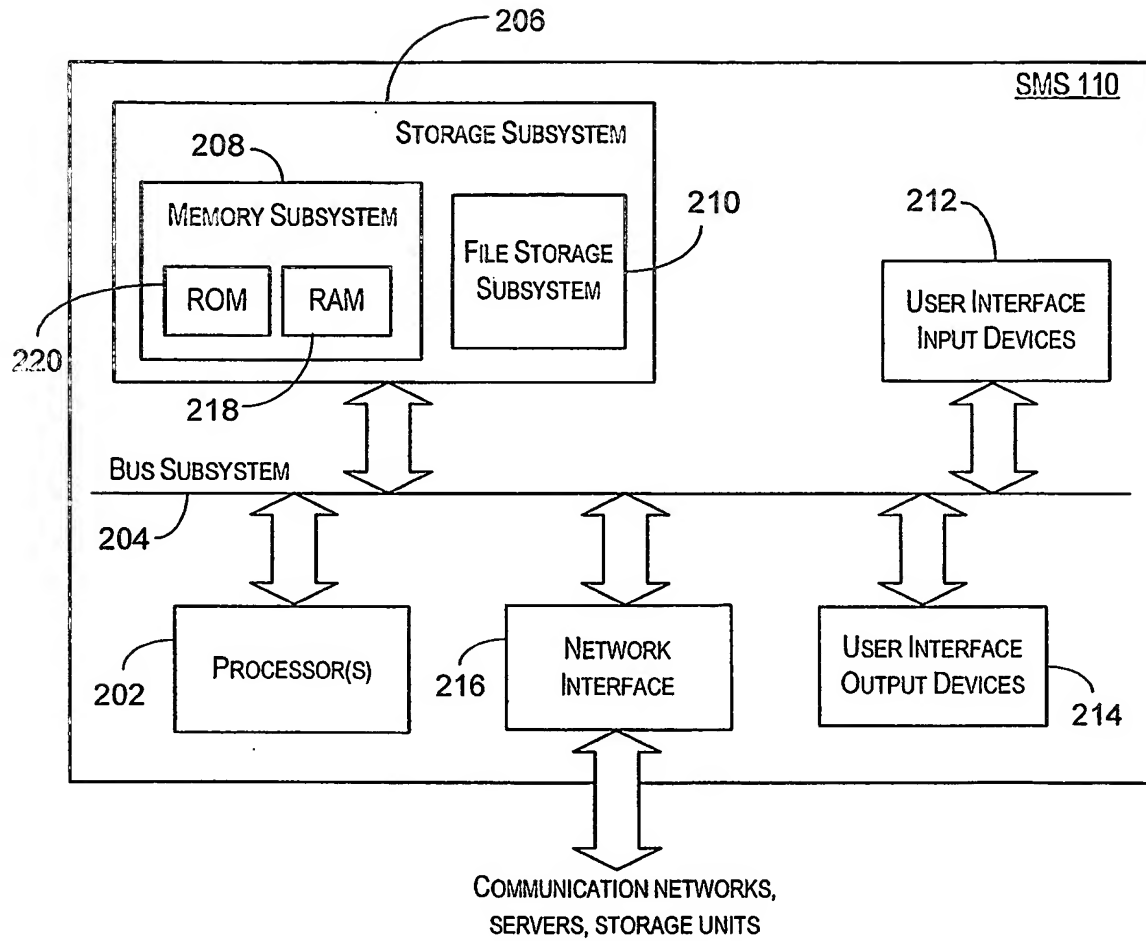 206
SMS 110
STORAGE SUBSYSTEM
208
MEMORY SUBSYSTEM
ROM
RAM
FILE STORAGE
SUBSYSTEM
210
212
USER INTERFACE
INPUT DEVICES
220
218
BUS SUBSYSTEM
204
PROCESSOR(S)
202
NETWORK
INTERFACE
216
USER INTERFACE
OUTPUT DEVICES
214
COMMUNICATION NETWORKS,
SERVERS, STORAGE UNITS